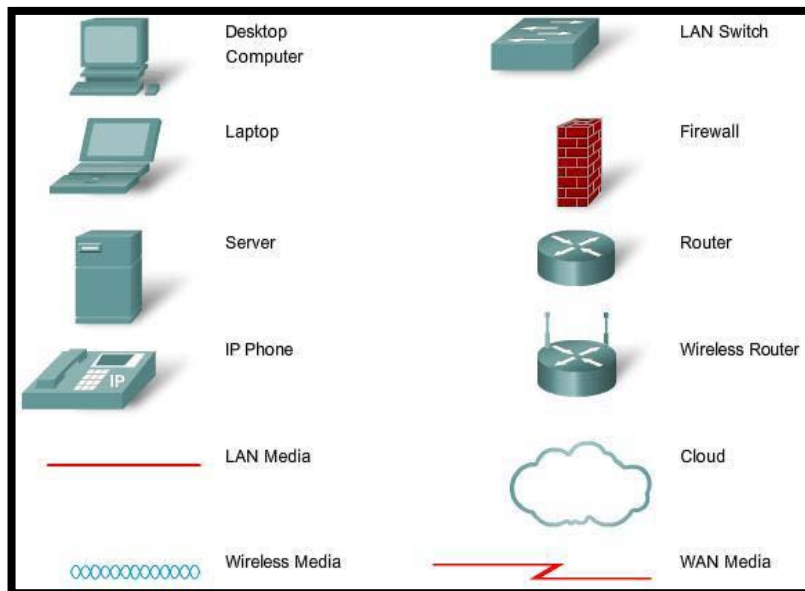 Desktop
Computer
LAN Switch
Laptop
Firewall
Server
Router
IP Phone
IP
Wireless Router
LAN Media
Cloud
Wireless Media
WAN Media